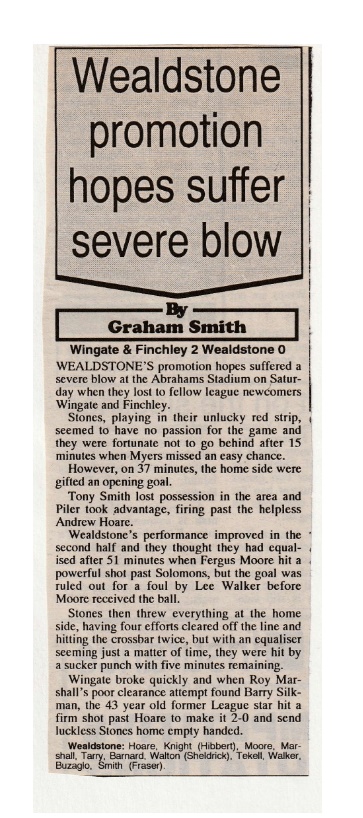 Wealdstone
promotion
hopes suffer
severe blow
By
Graham Smith
Wingate & Finchley 2 Wealdstone 0
WEALDSTONE'S promotion hopes suffered a
severe blow at the Abrahams Stadium on Satur-
day when they lost to fellow league newcomers
Wingate and Finchley.
Stones, playing in their unlucky red strip,
seemed to have no passion for the game and
they were fortunate not to go behind after 15
minutes when Myers missed an easy chance.
However, on 37 minutes, the home side were
gifted an opening goal.
Tony Smith lost possession in the area and
Piler took advantage, firing past the helpless
Andrew Hoare.
Wealdstone's performance improved in the
second half and they thought they had equal-
ised after 51 minutes when Fergus Moore hit a
powerful shot past Solomons, but the goal was
ruled out for a foul by Lee Walker before
Moore received the ball.
Stones then threw everything at the home
side, having four efforts cleared off the line and
hitting the crossbar twice, but with an equaliser
seeming just a matter of time, they were hit by
a sucker punch with five minutes remaining.
Wingate broke quickly and when Roy Mar-
shall's poor clearance attempt found Barry Silk-
man, the 43 year old former League star hit a
firm shot past Hoare to make it 2-0 and send
luckless Stones home empty handed.
Wealdstone: Hoare, Knight (Hibbert), Moore, Mar-
shall, Tarry, Barnard, Walton (Sheldrick), Tekell, Walker,
Buzaglo, Smith (Fraser).